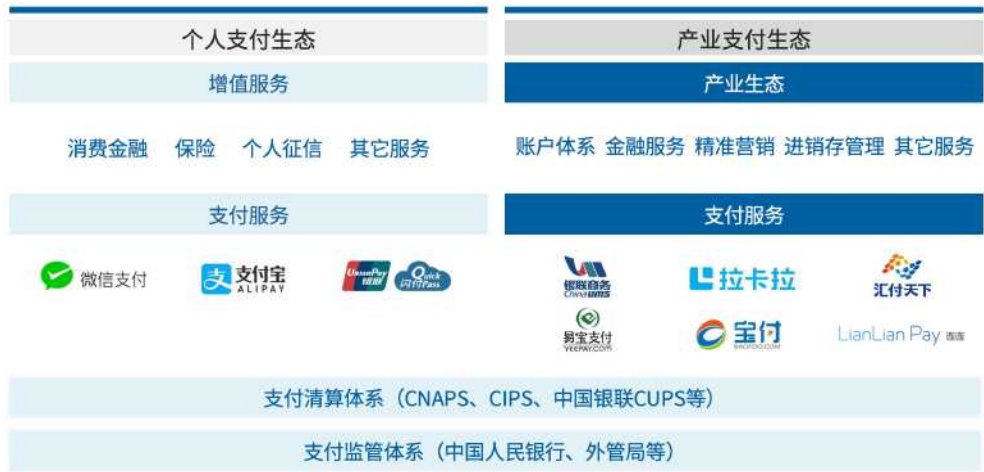 个人支付生态
增值服务
消费金融 保险 个人征信 其它服务
支付服务
微信支付
支 支付宝
ALIPAY
UnionPay
银联
Quick
闪付Pass
产业支付生态
产业生态
账户体系 金融服务 精准营销 进销存管理 其它服务
支付服务
银联商务
China ums
拉卡拉
汇付天下
易宝支付
YEEPAY.COM
宝付
BAOFOO.COM
LianLian Pay 连连
支付清算体系（CNAPS、CIPS、中国银联CUPS等）
支付监管体系（中国人民银行、外管局等）